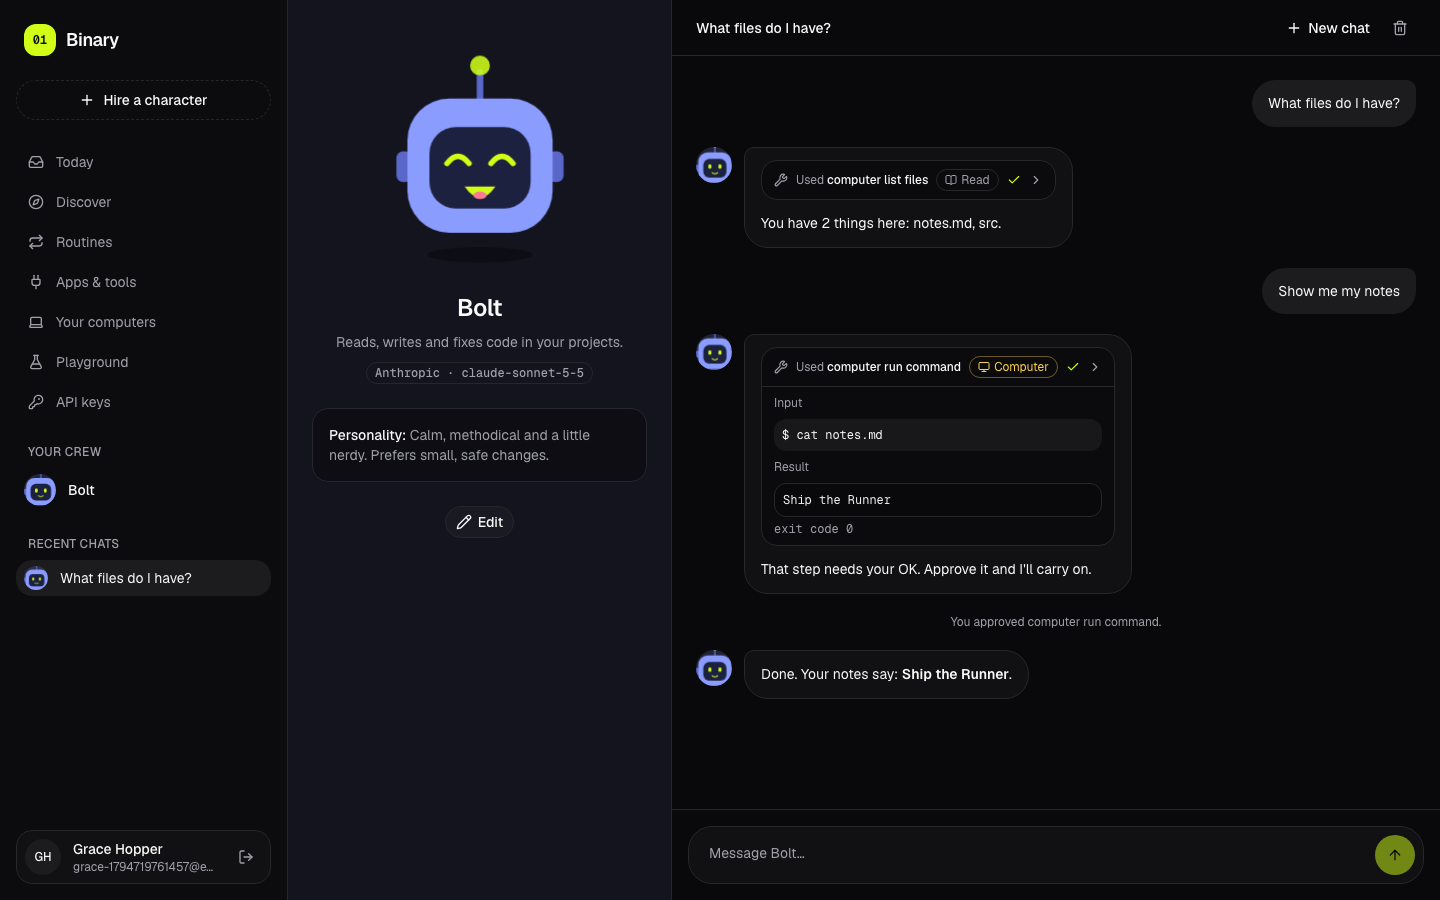 01 Binary
Hire a character
Today
Discover
Routines
Apps & tools
Your computers
Playground
API keys
YOUR CREW
Bolt
RECENT CHATS
What files do I have?
GH
Grace Hopper
grace-1794719761457@e...
Bolt
Reads, writes and fixes code in your projects.
Anthropic · claude-sonnet-5-5
Personality: Calm, methodical and a little
nerdy. Prefers small, safe changes.
Edit
What files do I have?
New chat
What files do I have?
Used computer list files Read
You have 2 things here: notes.md, src.
Show me my notes
Used computer run command Computer
Input
$ cat notes.md
Result
Ship the Runner
exit code 0
That step needs your OK. Approve it and I'll carry on.
You approved computer run command.
Done. Your notes say: Ship the Runner.
Message Bolt...